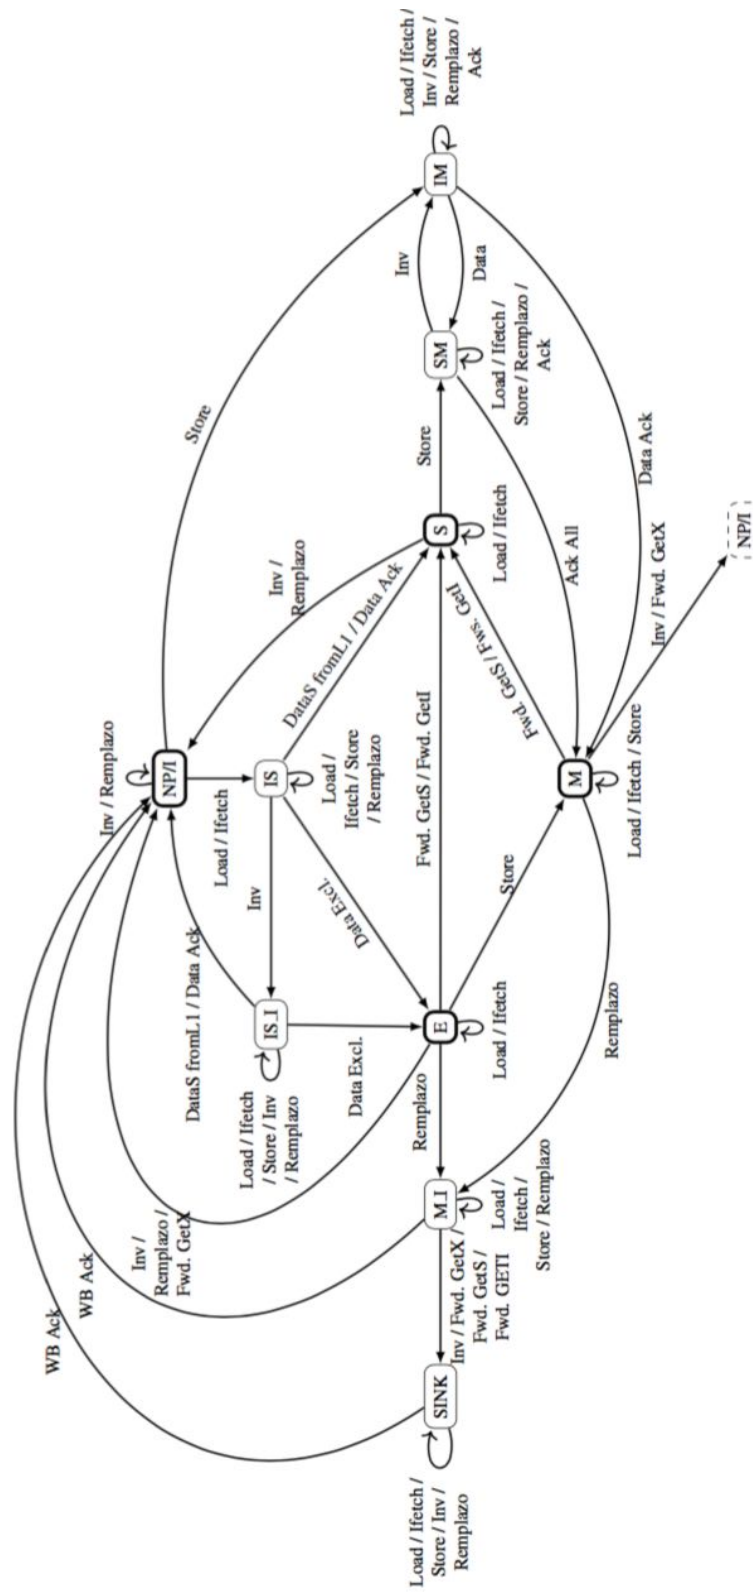 Load / Ifetch /
Inv / Store /
Remplazo /
Ack
IM
Store
Inv
Data
SM
Load / Ifetch /
Store / Remplazo /
Ack
Data Ack
Store
Inv /
Remplazo
S
Load / Ifetch
Ack All
Inv / Fwd. GetX
NP/I
DataS fromL1 / Data Ack
Fwd. GetS / Fws. GetI
Inv / Remplazo
NP/I
Load / Ifetch
IS
Load /
Ifetch / Store
/ Remplazo
Fwd. GetS / Fwd. GetI
M
Load / Ifetch / Store
Inv
Data Excl.
Store
DataS fromL1 / Data Ack
IS_I
Load / Ifetch
/ Store / Inv
/ Remplazo
Data Excl.
E
Load / Ifetch
Remplazo
Remplazo
Inv /
Remplazo /
Fwd. GetX
M_I
Load /
Ifetch /
Store / Remplazo
WB Ack
WB Ack
Inv / Fwd. GetX /
Fwd. GetS /
Fwd. GETI
SINK
Load / Ifetch /
Store / Inv /
Remplazo